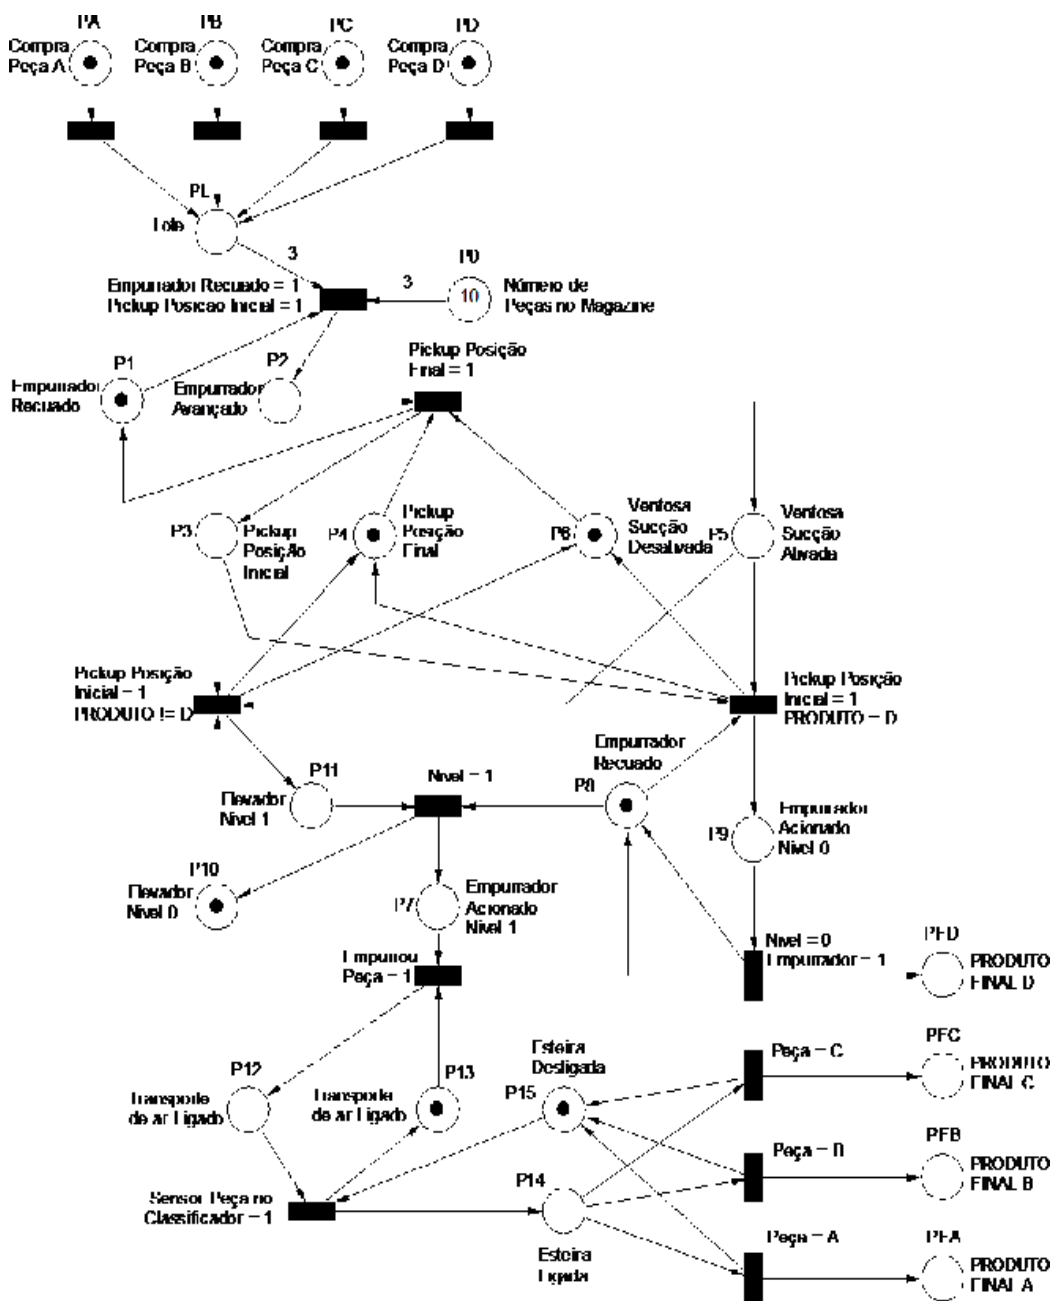 PA
PB
PC
PD
Compra
Peça A
Compra
Peça B
Compra
Peça C
Compra
Peça D
PL
Lote
3
P0
3
10
Número de
Peças no Magazine
Empurrador Recuado = 1
Pickup Posicao Inicial = 1
P1
Empurrador
Recuado
P2
Empurrador
Avançado
Pickup Posição
Final = 1
P3
Pickup
Posição
Inicial
P4
Pickup
Posição
Final
P6
Ventosa
Sucção
Desativada
P5
Ventosa
Sucção
Ativada
Pickup Posição
Inicial = 1
PRODUTO != D
Pickup Posição
Inicial = 1
PRODUTO = D
P11
Elevador
Nivel 1
Nivel = 1
Empurrador
Recuado
P8
P9
Empurrador
Acionado
Nivel 0
P10
Elevador
Nivel 0
P7
Empurrador
Acionado
Nivel 1
Nivel = 0
Empurrador = 1
PFD
PRODUTO
FINAL D
Empurrou
Peça = 1
P12
Transporte
de ar Ligado
P13
Transporte
de ar Ligado
Esteira
Desligada
P15
Peça = C
PFC
PRODUTO
FINAL C
Peça = B
PFB
PRODUTO
FINAL B
P14
Esteira
Ligada
Sensor Peça no
Classificador = 1
Peça = A
PFA
PRODUTO
FINAL A